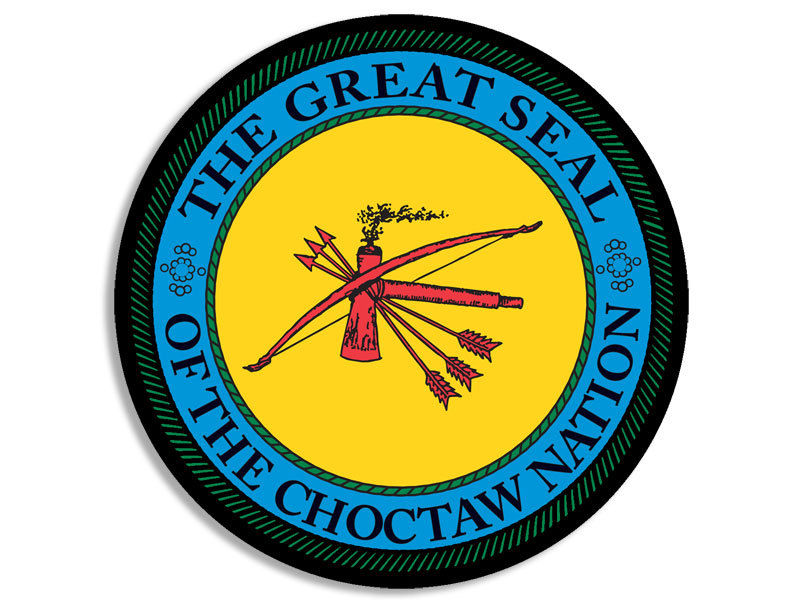 THE GREAT SEAL
OF THE CHOCTAW NATION